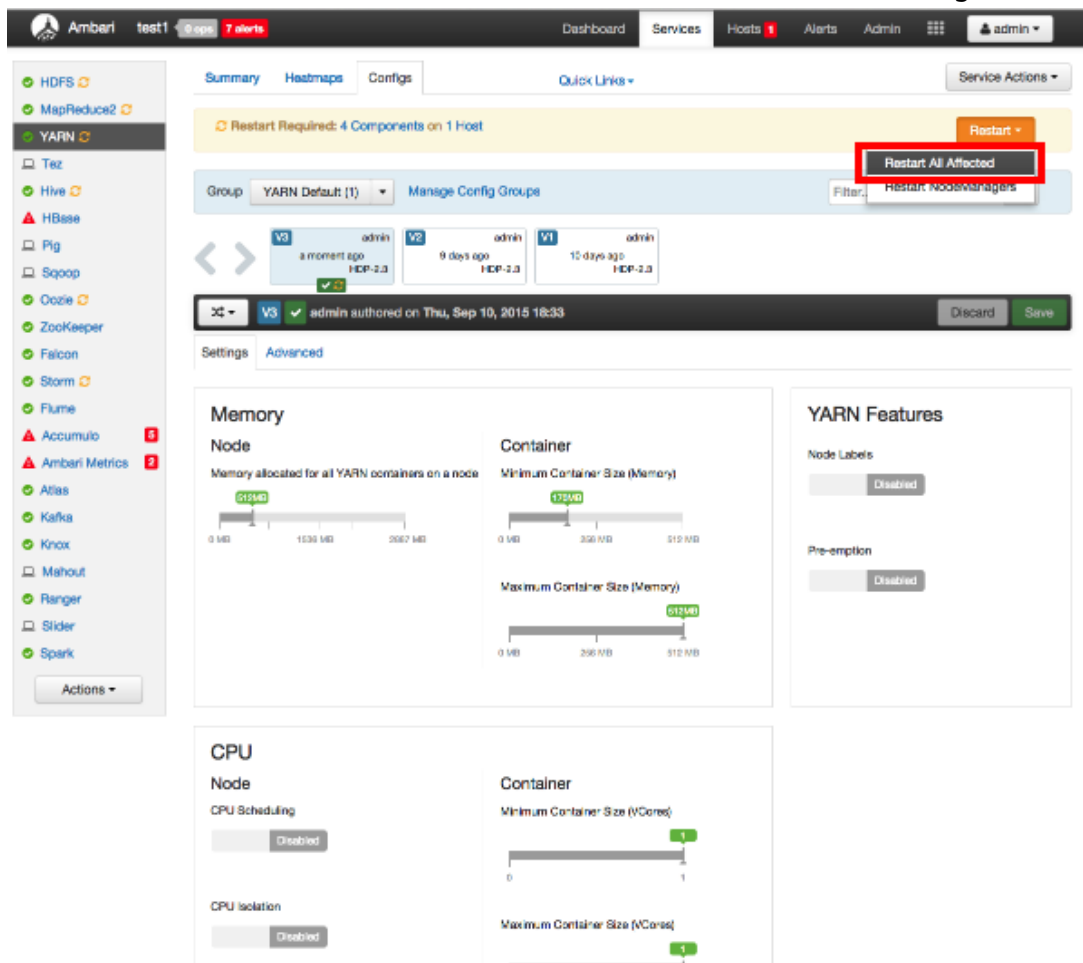 Ambari test1 0 ops 7 alerts Dashboard Services Hosts 1 Alerts Admin admin
HDFS
MapReduce2
YARN
Tez
Hive
HBase
Pig
Sqoop
Oozie
ZooKeeper
Falcon
Storm
Flume
Accumulo 5
Ambari Metrics 2
Atlas
Kafka
Knox
Mahout
Ranger
Slider
Spark
Actions
Summary Heatmaps Configs Quick Links Service Actions
Restart Required: 4 Components on 1 Host Restart
Restart All Affected
Restart NodeManagers
Group YARN Default (1) Manage Config Groups Filter...
V3 admin
a moment ago
HDP-2.3
V2 admin
9 days ago
HDP-2.3
V1 admin
10 days ago
HDP-2.3
V3 admin authored on Thu, Sep 10, 2015 18:33 Discard Save
Settings Advanced
Memory
Node
Memory allocated for all YARN containers on a node
512MB
0 MB 1536 MB
Container
Minimum Container Size (Memory)
0 MB 256 MB 512 MB
Maximum Container Size (Memory)
512MB
0 MB 256 MB 512 MB
YARN Features
Node Labels
Disabled
Pre-emption
Disabled
CPU
Node
CPU Scheduling
Disabled
CPU Isolation
Disabled
Container
Minimum Container Size (VCores)
1
0 1
Maximum Container Size (VCores)
1